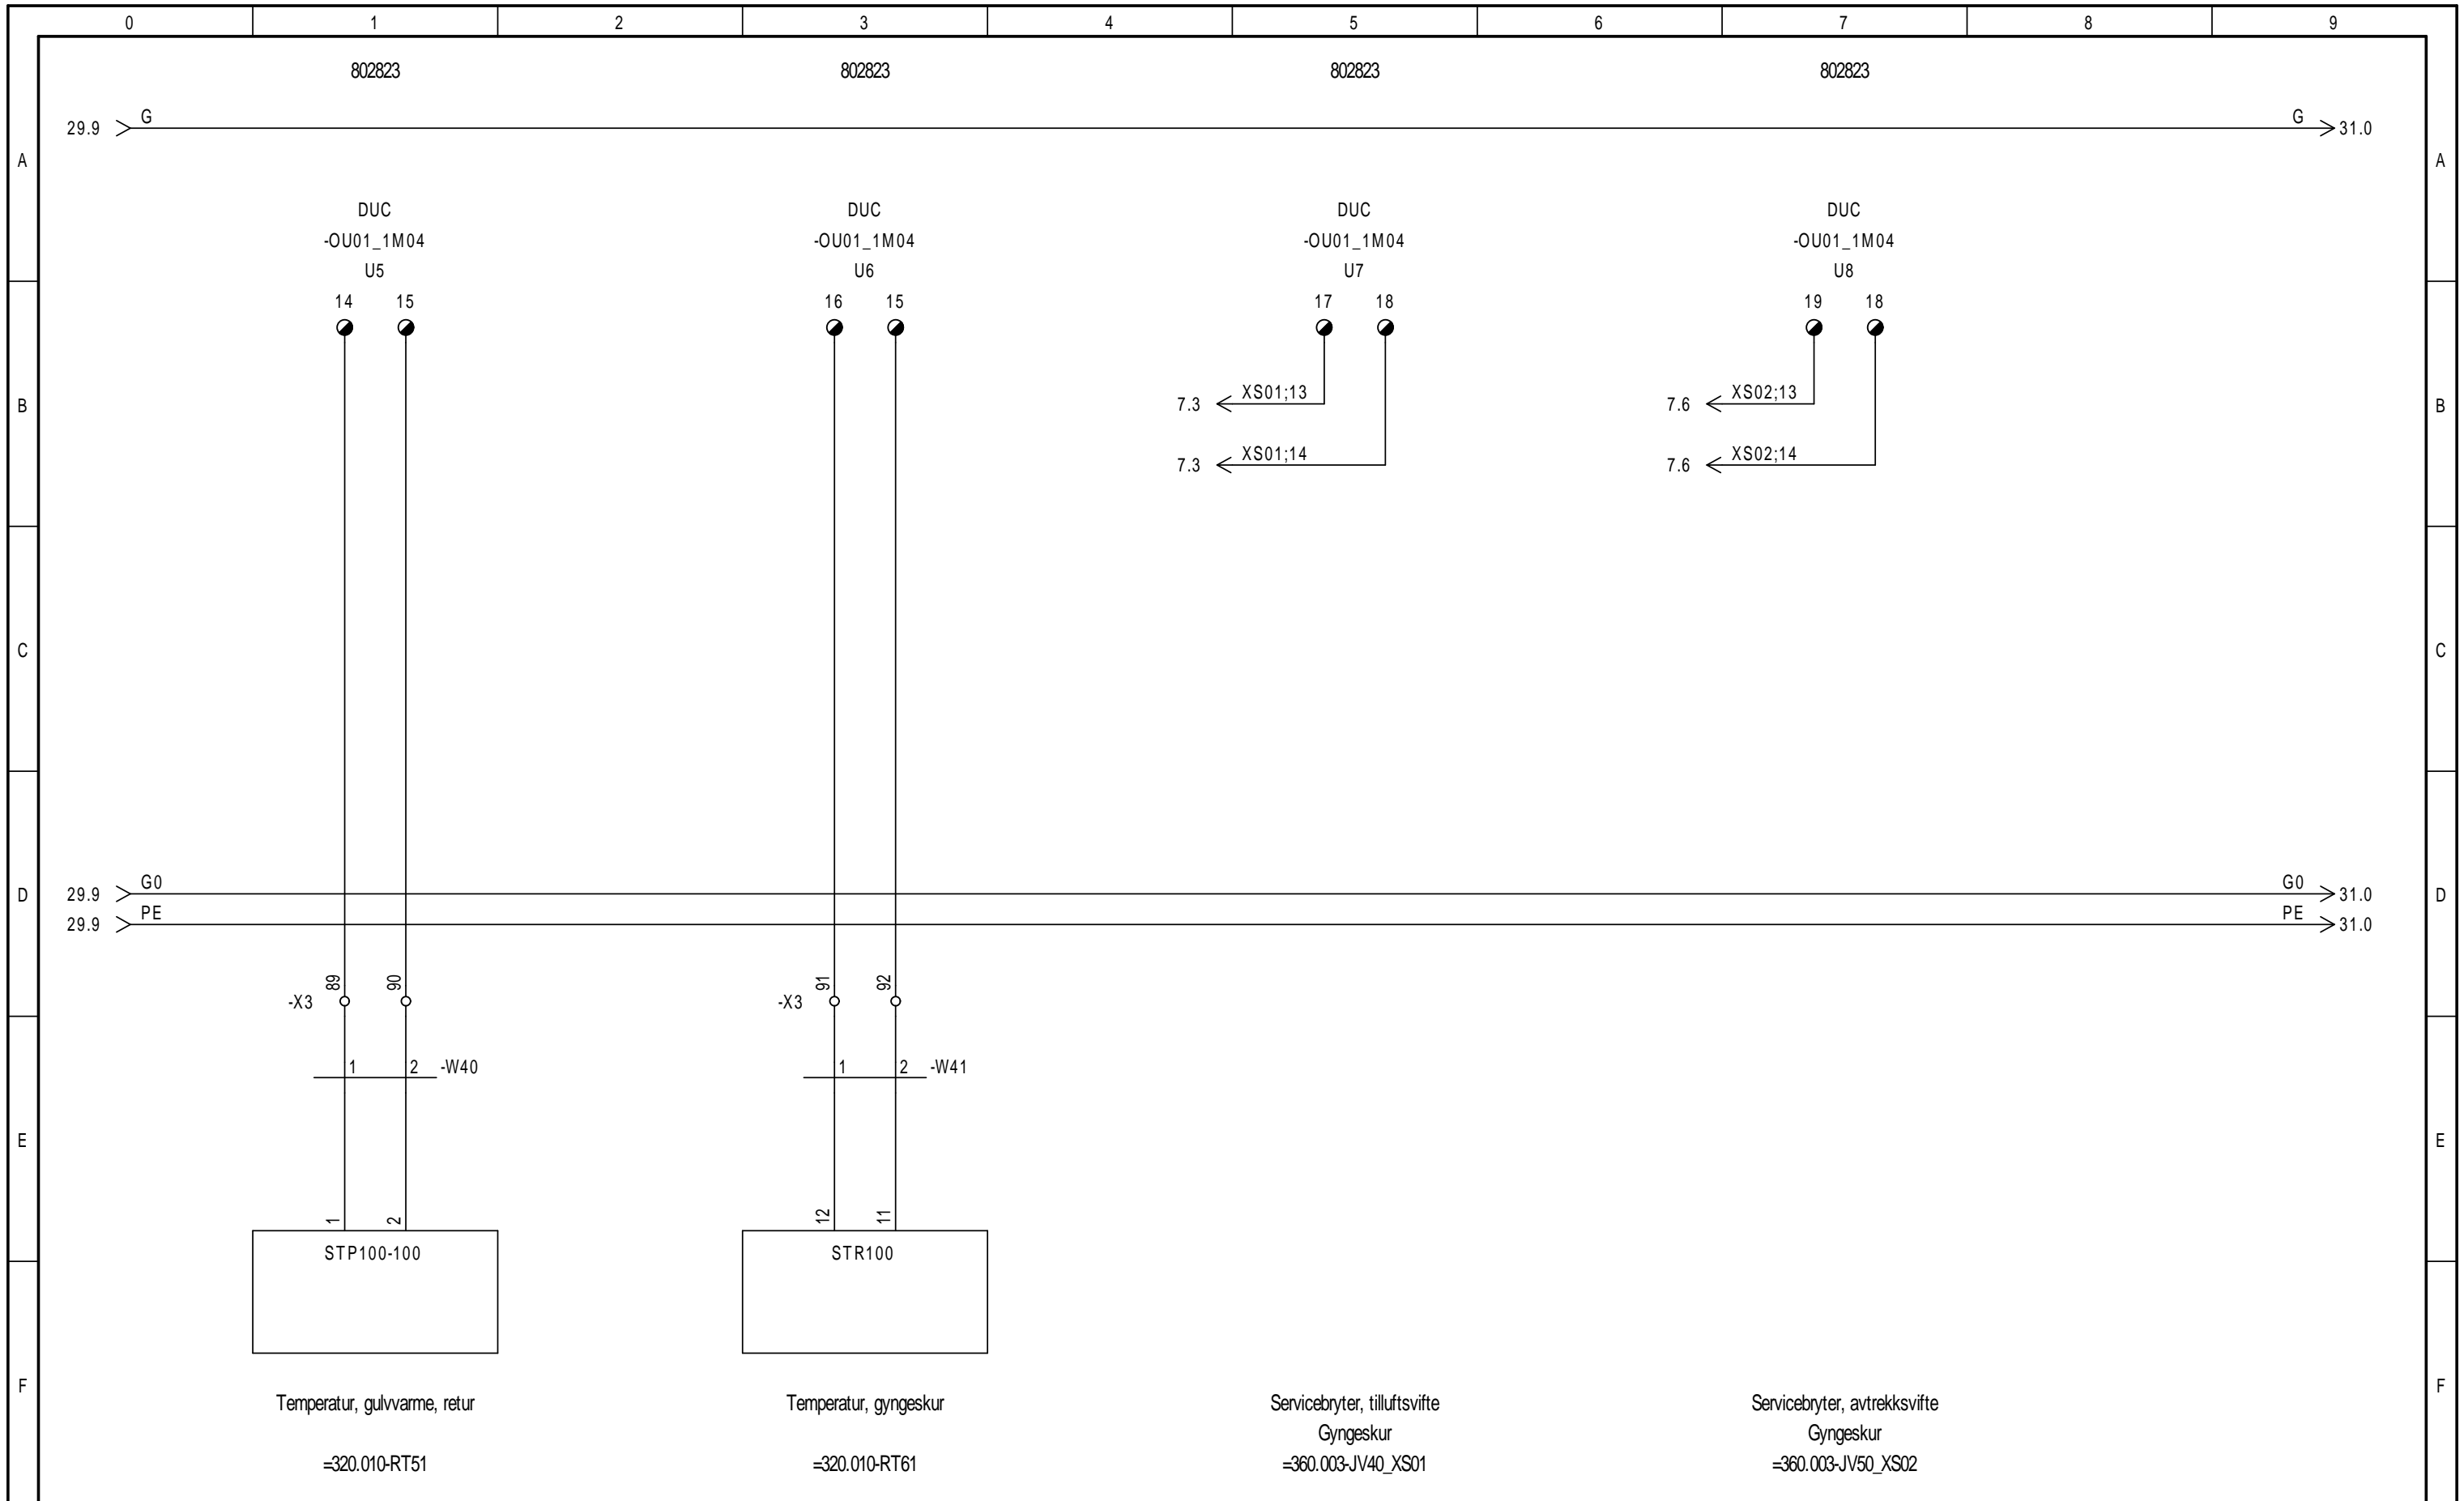 0 1 2 3 4 5 6 7 8 9
802823 802823 802823 802823
29.9 G G 31.0
A A
DUC DUC DUC DUC
-OU01_1M04 -OU01_1M04 -OU01_1M04 -OU01_1M04
U5 U6 U7 U8
14 15 16 15 17 18 19 18
7.3 XS01;13 7.6 XS02;13
B B
7.3 XS01;14 7.6 XS02;14
C C
29.9 G0 G0 31.0
D D
29.9 PE PE 31.0
-X3 89 90 -X3 91 92
1 2 -W40 1 2 -W41
E E
1 2 12 11
STP100-100 STR100
F F
Temperatur, gulvvarme, retur Temperatur, gyngeskur Servicebryter, tilluftsvifte Servicebryter, avtrekksvifte
Gyngeskur Gyngeskur
=320.010-RT51 =320.010-RT61 =360.003-JV40_XS01 =360.003-JV50_XS02